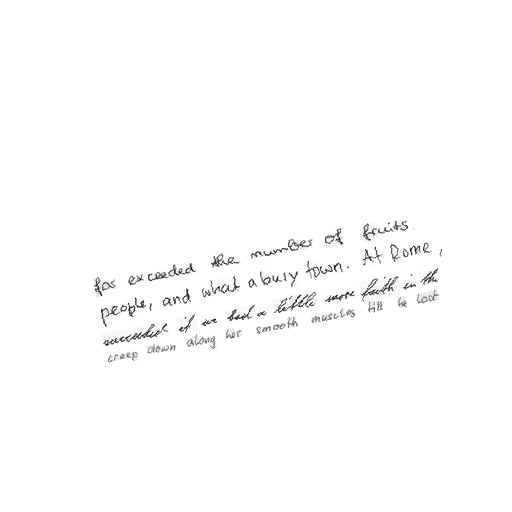 far exceeded the number of fruits.
people, and what a busy town. At Rome,
succeeded if we had a little more faith in the
creep down along her smooth muscles till he lost